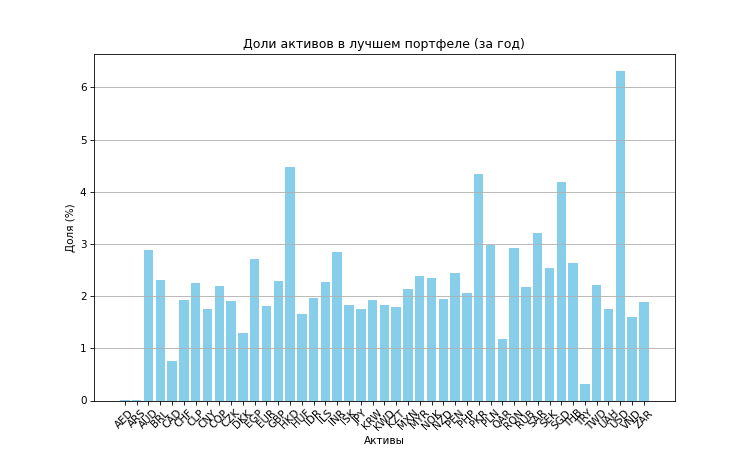 Доли активов в лучшем портфеле (за год)
Доля (%)
6
5
4
3
2
1
0
AED ARS AUD BRL CAD CHF CLP CNY COP CZK DKK EGP EUR GBP HKD HUF IDR ILS INR ISK JPY KRW KWD KZT MXN MYR NOK NZD PEN PHP PKR PLN QAR RON RUB SAR SEK SGD THB TRY TWD UAH USD VND ZAR
Активы